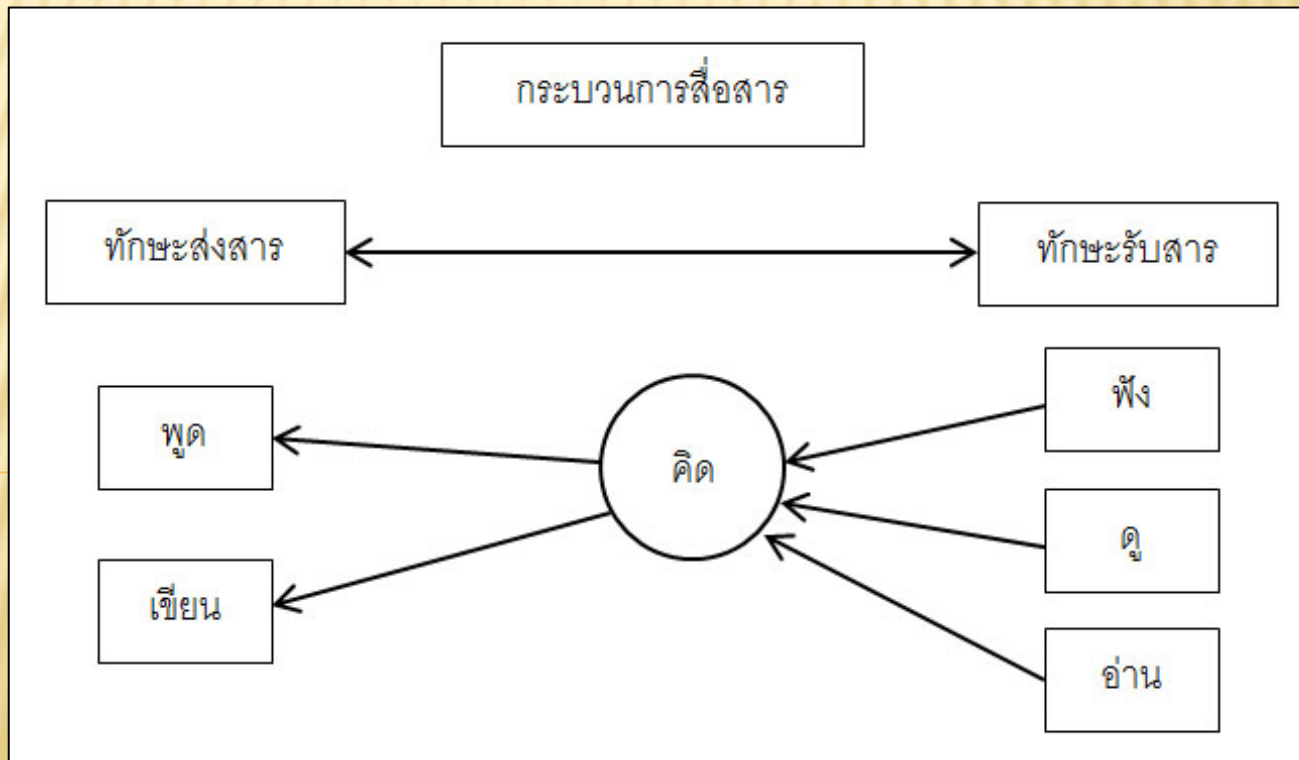 กระบวนการสื่อสาร
ทักษะส่งสาร
ทักษะรับสาร
พูด
เขียน
คิด
ฟัง
ดู
อ่าน